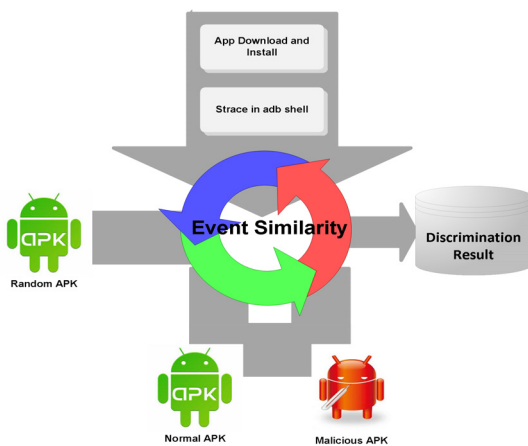 App Download and
Install
Strace in adb shell
Event Similarity
APK
Random APK
Discrimination
Result
APK
Normal APK
Malicious APK